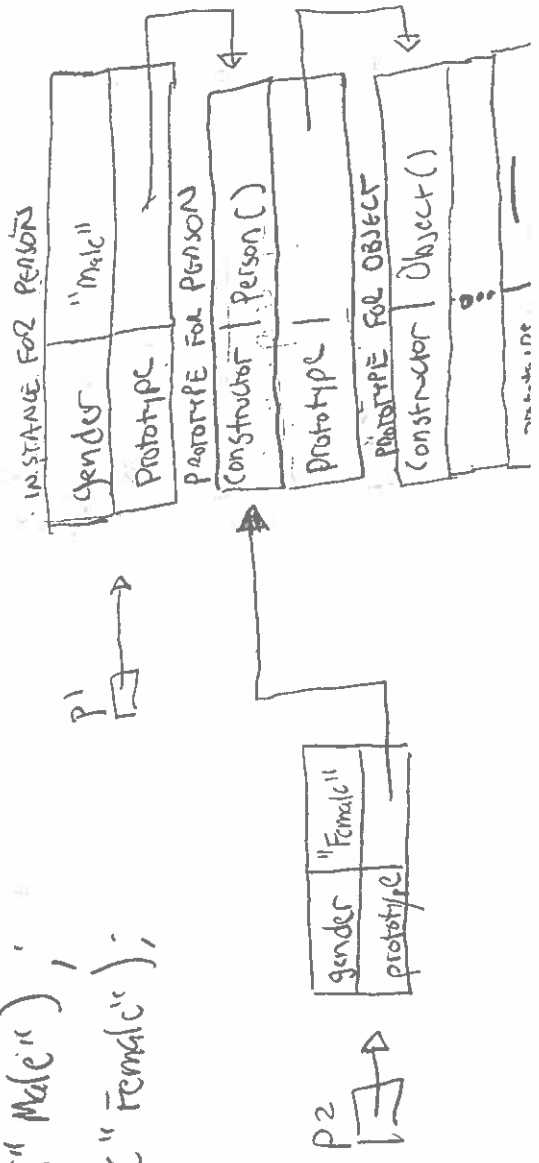 "Male") ;
"Female") ;
P1
INSTANCE FOR PERSON
gender "Male"
Prototype
PROTOTYPE FOR PERSON
Constructor Person()
Prototype
PROTOTYPE FOR OBJECT
Constructor Object()
P2
gender "Female"
prototype